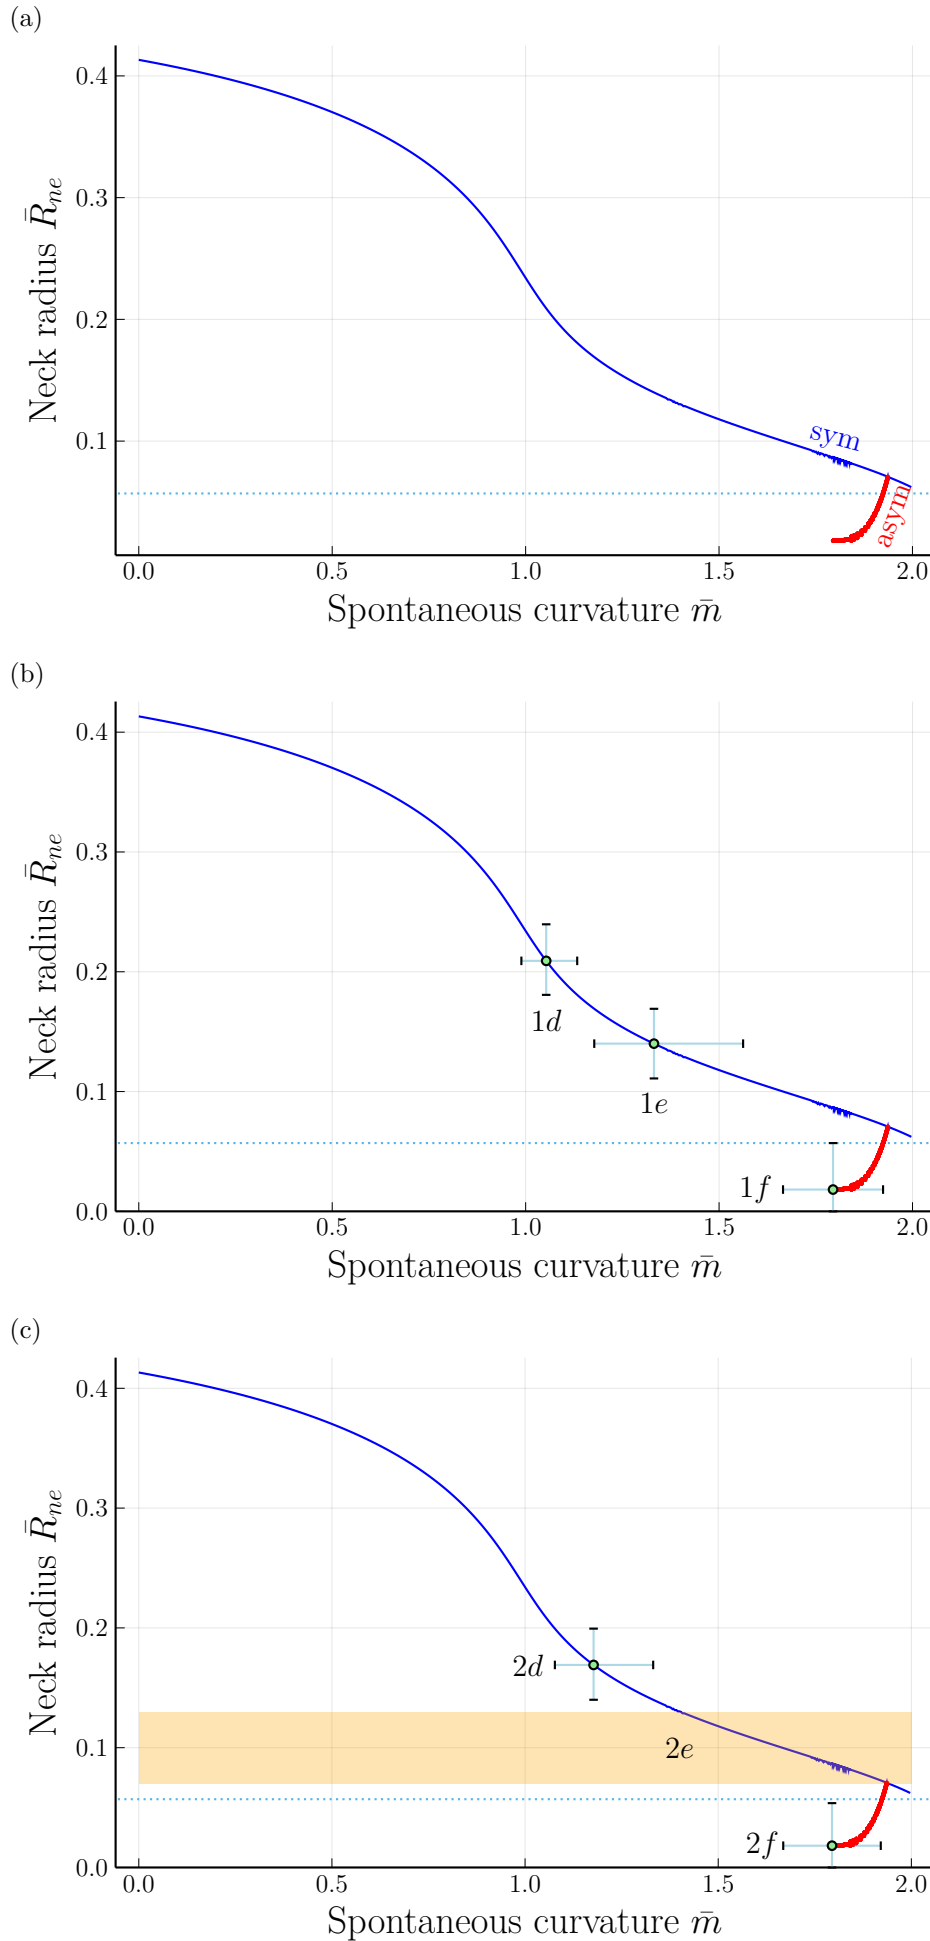 (a)
Neck radius R̄ne
0.4
0.3
0.2
0.1
sym
asym
0.0 0.5 1.0 1.5 2.0
Spontaneous curvature m̄
(b)
Neck radius R̄ne
0.4
0.3
0.2
0.1
0.0
1d
1e
1f
0.0 0.5 1.0 1.5 2.0
Spontaneous curvature m̄
(c)
Neck radius R̄ne
0.4
0.3
0.2
0.1
0.0
2d
2e
2f
0.0 0.5 1.0 1.5 2.0
Spontaneous curvature m̄